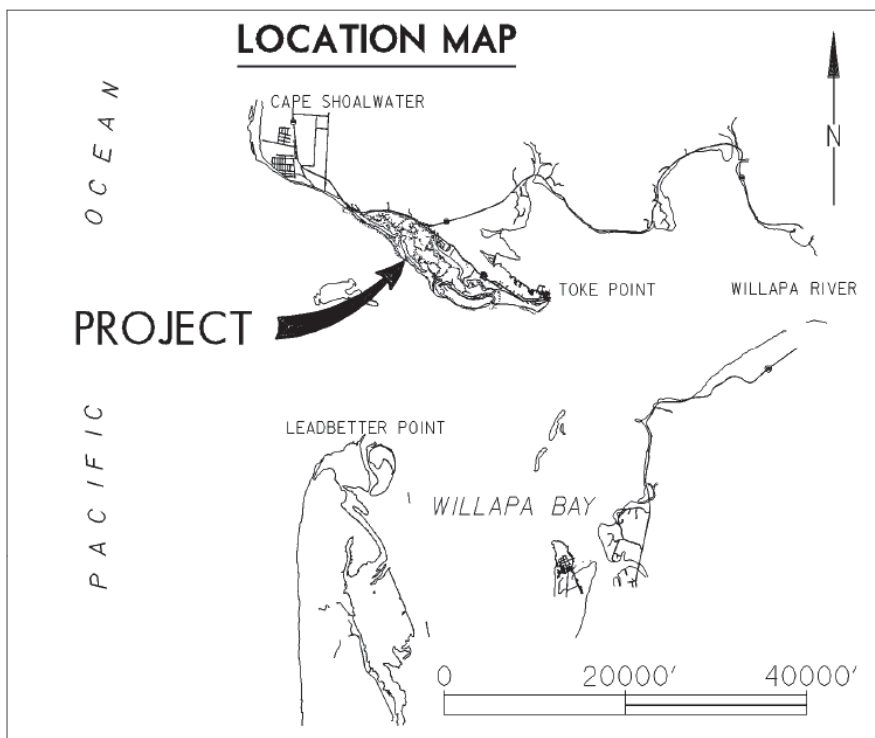 LOCATION MAP
CAPE SHOALWATER
N
OCEAN
TOKE POINT
WILLAPA RIVER
PROJECT
PACIFIC
LEADBETTER POINT
WILLAPA BAY
0 20000' 40000'